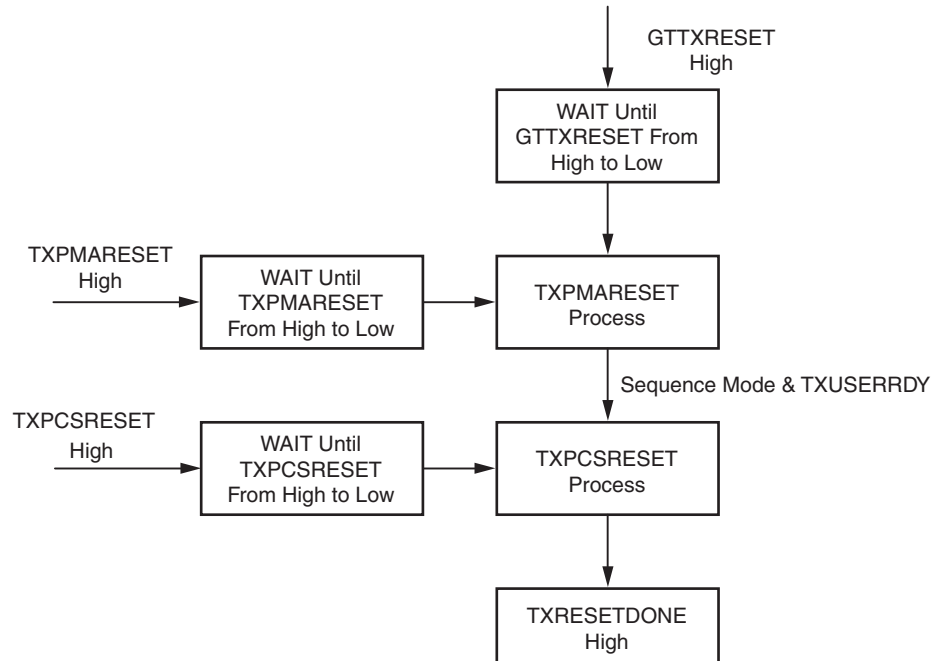 GTTXRESET
High
WAIT Until
GTTXRESET From
High to Low
TXPMARESET
High
WAIT Until
TXPMARESET
From High to Low
TXPMARESET
Process
Sequence Mode & TXUSERRDY
TXPCSRESET
High
WAIT Until
TXPCSRESET
From High to Low
TXPCSRESET
Process
TXRESETDONE
High